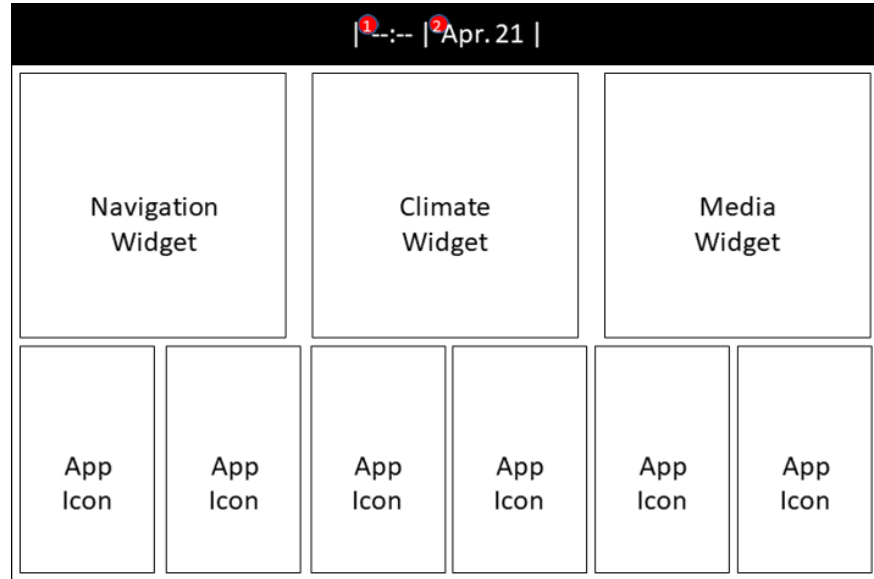 | 1 --:-- | 2 Apr. 21 |
Navigation
Widget
Climate
Widget
Media
Widget
App
Icon
App
Icon
App
Icon
App
Icon
App
Icon
App
Icon